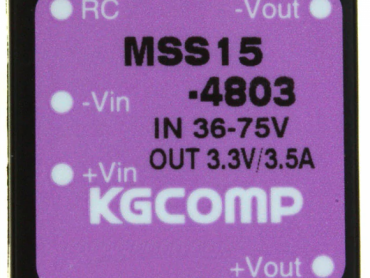 RC
-Vout
MSS15
-4803
-Vin
IN 36-75V
OUT 3.3V/3.5A
+Vin
KGCOMP
+Vout